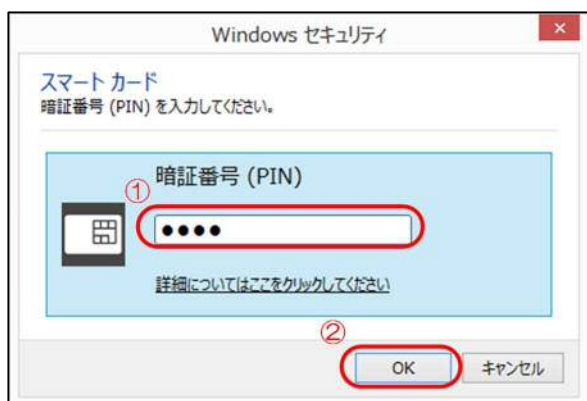 Windows セキュリティ
スマート カード
暗証番号 (PIN) を入力してください。
暗証番号 (PIN)
①
●●●●
詳細についてはここをクリックしてください
②
OK
キャンセル